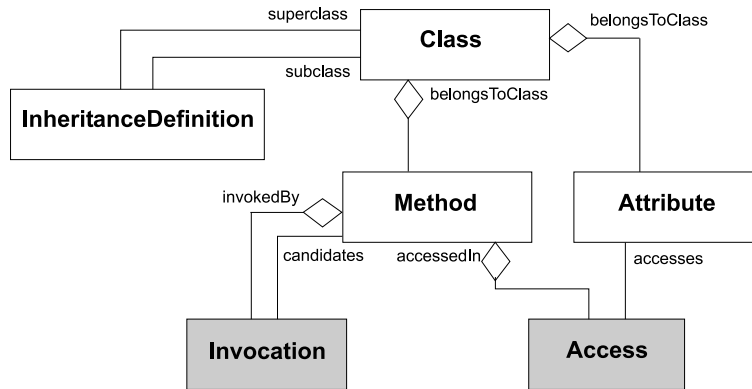 superclass
belongsToClass
Class
subclass
belongsToClass
InheritanceDefinition
invokedBy
Method
Attribute
candidates
accessedIn
accesses
Invocation
Access